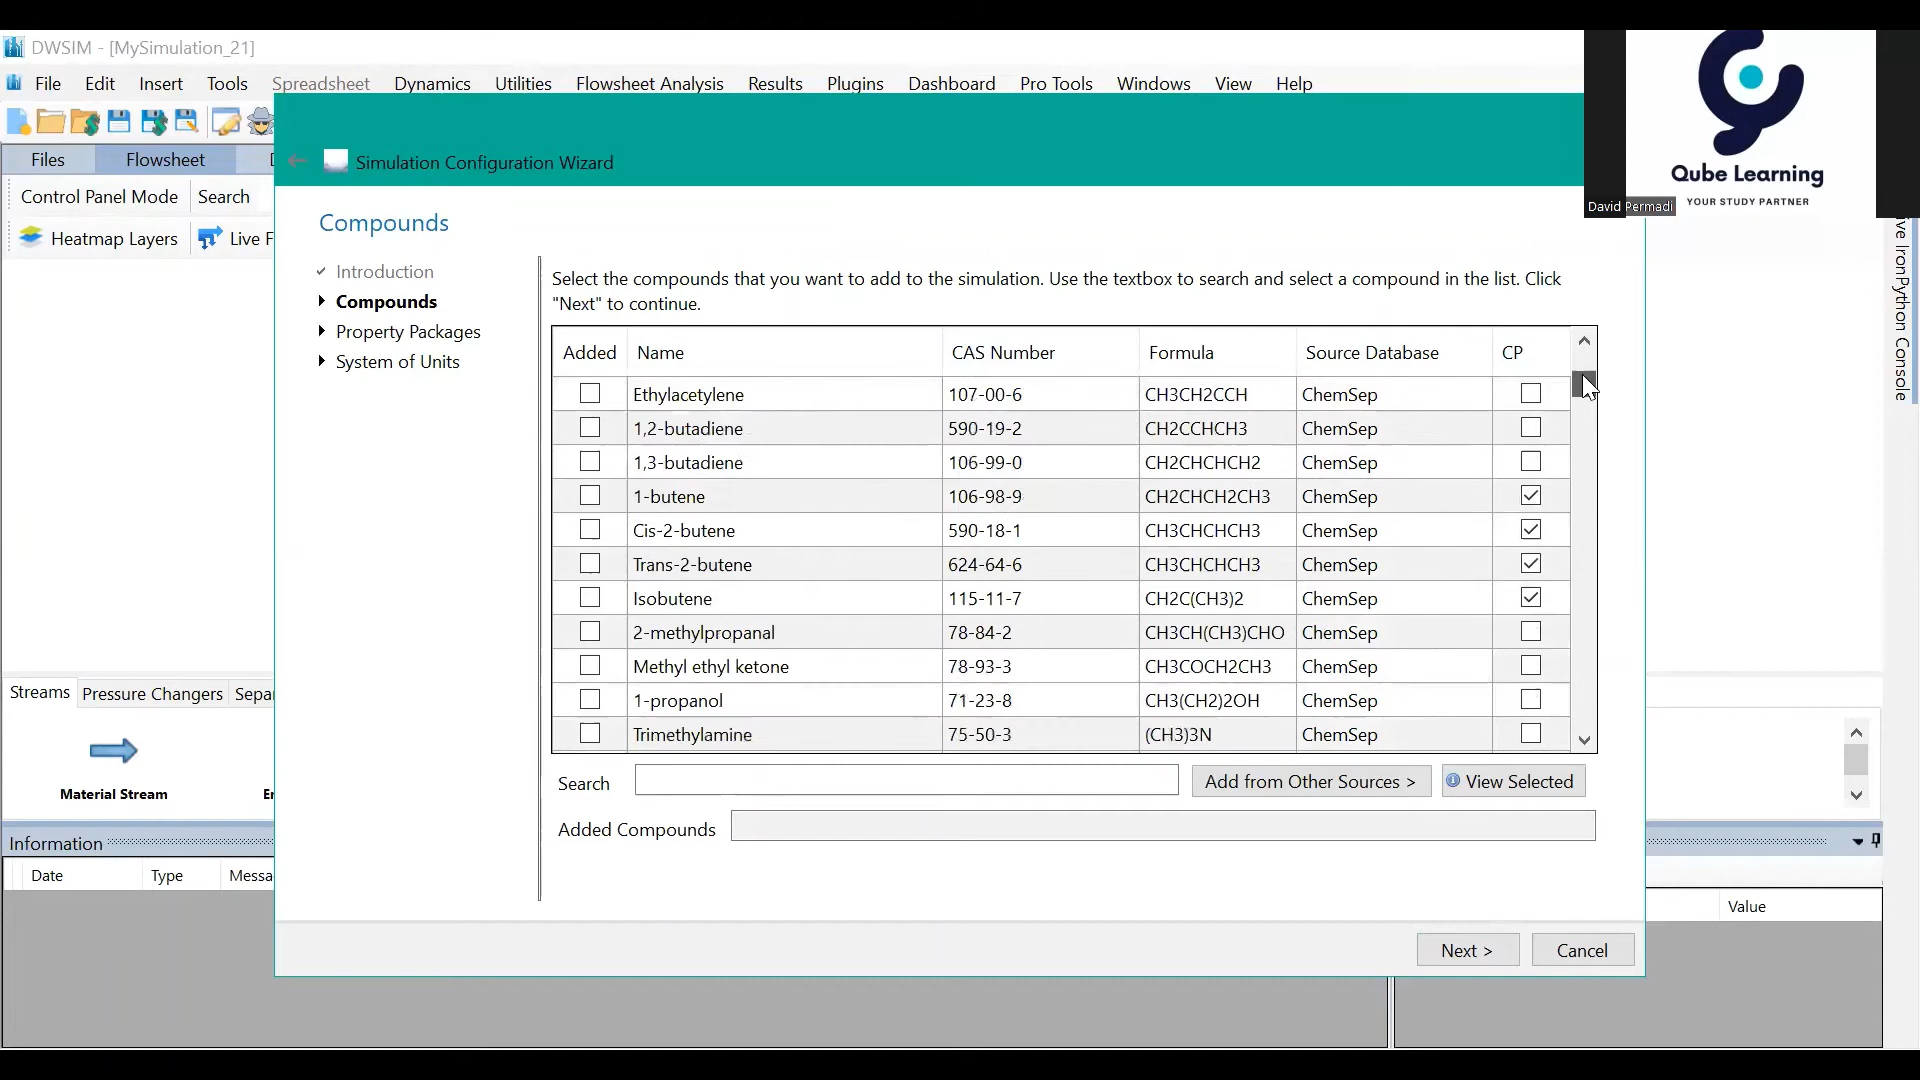 DWSIM - [MySimulation_21]
File Edit Insert Tools Spreadsheet Dynamics Utilities Flowsheet Analysis Results Plugins Dashboard Pro Tools Windows View Help
Qube Learning
YOUR STUDY PARTNER
David Permadi
Files Flowsheet
Simulation Configuration Wizard
Control Panel Mode Search
Heatmap Layers Live F
Compounds
Introduction
Compounds
Property Packages
System of Units
Select the compounds that you want to add to the simulation. Use the textbox to search and select a compound in the list. Click
"Next" to continue.
Added Name CAS Number Formula Source Database CP
Ethylacetylene 107-00-6 CH3CH2CCH ChemSep
1,2-butadiene 590-19-2 CH2CCHCH3 ChemSep
1,3-butadiene 106-99-0 CH2CHCHCH2 ChemSep
1-butene 106-98-9 CH2CHCH2CH3 ChemSep
Cis-2-butene 590-18-1 CH3CHCHCH3 ChemSep
Trans-2-butene 624-64-6 CH3CHCHCH3 ChemSep
Isobutene 115-11-7 CH2C(CH3)2 ChemSep
2-methylpropanal 78-84-2 CH3CH(CH3)CHO ChemSep
Methyl ethyl ketone 78-93-3 CH3COCH2CH3 ChemSep
1-propanol 71-23-8 CH3(CH2)2OH ChemSep
Trimethylamine 75-50-3 (CH3)3N ChemSep
Search Add from Other Sources > View Selected
Added Compounds
Next > Cancel
Streams Pressure Changers Separ
Material Stream
Er
Information
Date Type Messa
Value
ive IronPython Console